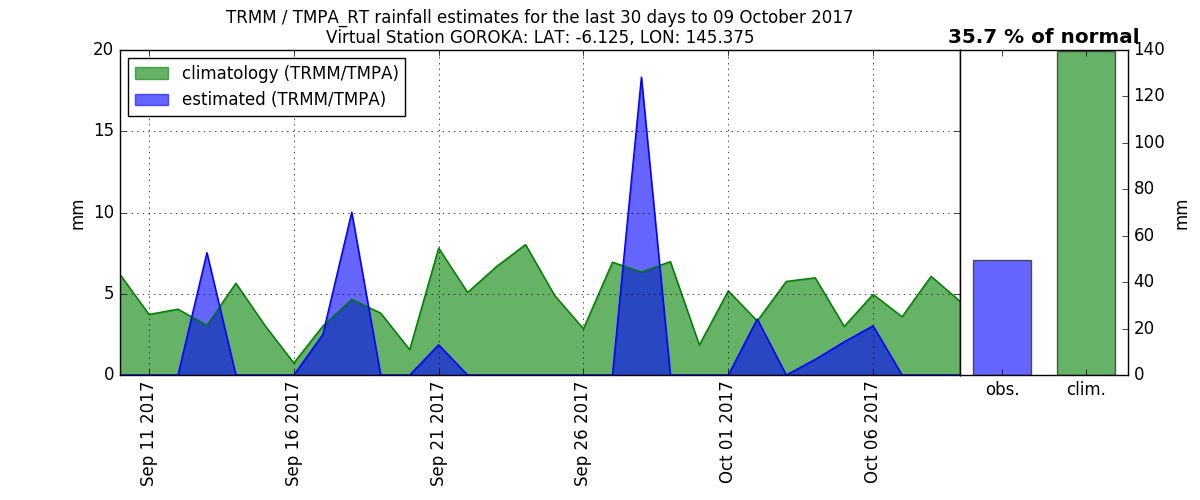 TRMM / TMPA_RT rainfall estimates for the last 30 days to 09 October 2017
Virtual Station GOROKA: LAT: -6.125, LON: 145.375
35.7 % of normal
climatology (TRMM/TMPA)
estimated (TRMM/TMPA)
20
15
10
5
0
mm
140
120
100
80
60
40
20
0
mm
Sep 11 2017
Sep 16 2017
Sep 21 2017
Sep 26 2017
Oct 01 2017
Oct 06 2017
obs.
clim.